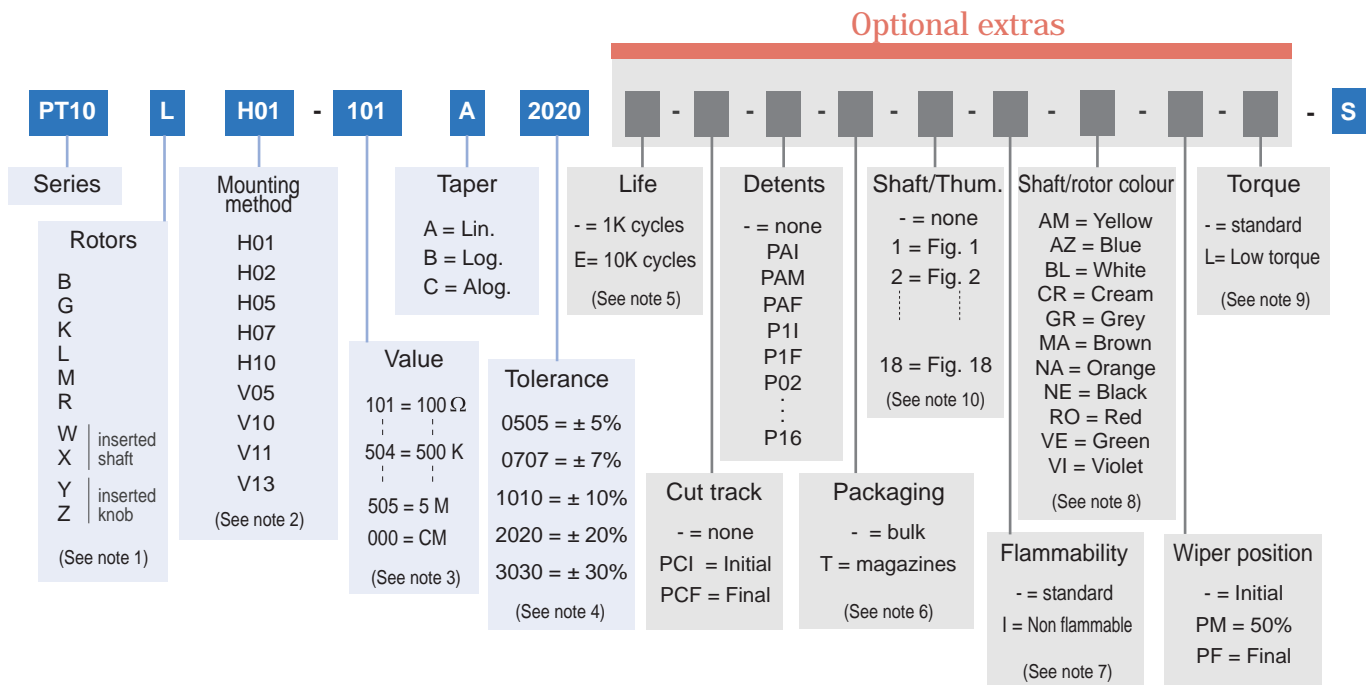 Optional extras
PT10 L H01 - 101 A 2020 - - - - - - - - - S
Series
Rotors
B
G
K
L
M
R
W
X
inserted
shaft
Y
Z
inserted
knob
(See note 1)
Mounting
method
H01
H02
H05
H07
H10
V05
V10
V11
V13
(See note 2)
Value
101 = 100 Ω
504 = 500 K
505 = 5 M
000 = CM
(See note 3)
Taper
A = Lin.
B = Log.
C = Alog.
Tolerance
0505 = ± 5%
0707 = ± 7%
1010 = ± 10%
2020 = ± 20%
3030 = ± 30%
(See note 4)
Life
- = 1K cycles
E= 10K cycles
(See note 5)
Cut track
- = none
PCI = Initial
PCF = Final
Detents
- = none
PAI
PAM
PAF
P1I
P1F
P02
:
:
P16
Packaging
- = bulk
T = magazines
(See note 6)
Shaft/Thum.
- = none
1 = Fig. 1
2 = Fig. 2
18 = Fig. 18
(See note 10)
Flammability
- = standard
I = Non flammable
(See note 7)
Shaft/rotor colour
AM = Yellow
AZ = Blue
BL = White
CR = Cream
GR = Grey
MA = Brown
NA = Orange
NE = Black
RO = Red
VE = Green
VI = Violet
(See note 8)
Wiper position
- = Initial
PM = 50%
PF = Final
Torque
- = standard
L= Low torque
(See note 9)